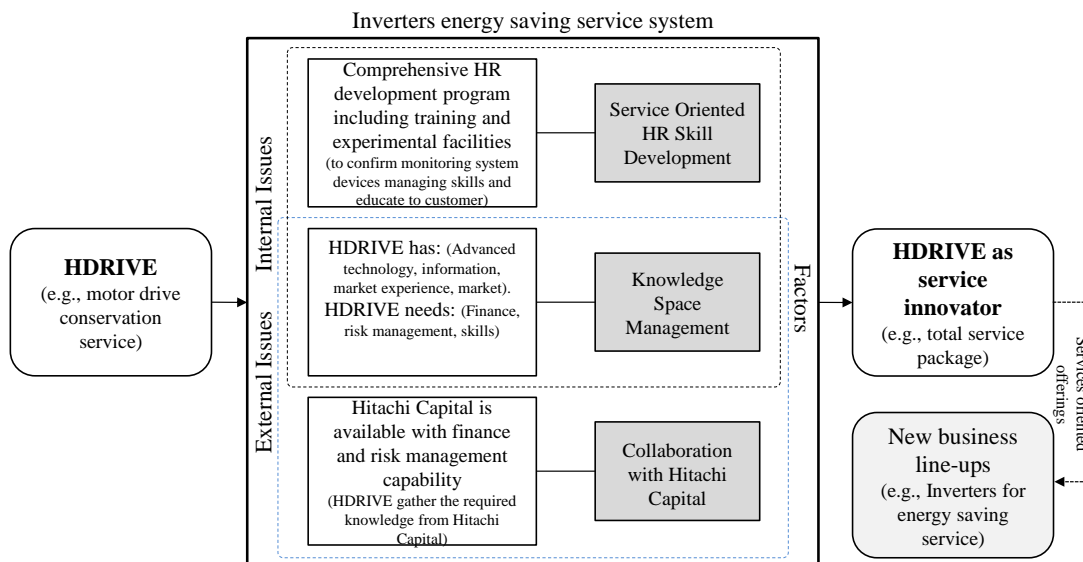 Inverters energy saving service system
Internal Issues
External Issues
HDRIVE
(e.g., motor drive
conservation
service)
Comprehensive HR
development program
including training and
experimental facilities
(to confirm monitoring system
devices managing skills and
educate to customer)
Service Oriented
HR Skill
Development
HDRIVE has: (Advanced
technology, information,
market experience, market).
HDRIVE needs: (Finance,
risk management, skills)
Knowledge
Space
Management
Hitachi Capital is
available with finance
and risk management
capability
(HDRIVE gather the required
knowledge from Hitachi
Capital)
Collaboration
with Hitachi
Capital
Factors
HDRIVE as
service
innovator
(e.g., total service
package)
Services oriented
offerings
New business
line-ups
(e.g., Inverters for
energy saving
service)